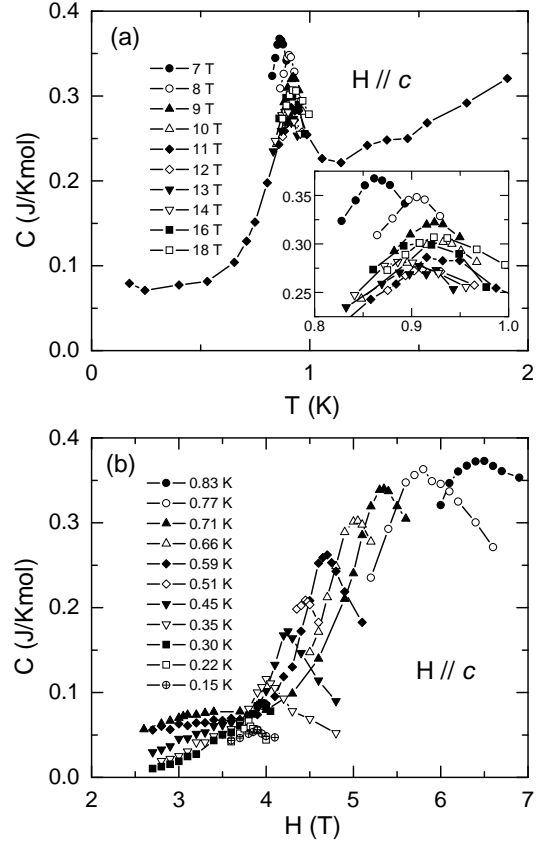 (a)
H // c
7 T
8 T
9 T
10 T
11 T
12 T
13 T
14 T
16 T
18 T
C (J/Kmol)
0.4
0.3
0.2
0.1
0.0
0.35
0.30
0.25
0.8 0.9 1.0
0 1 2
T (K)
(b)
0.83 K
0.77 K
0.71 K
0.66 K
0.59 K
0.51 K
0.45 K
0.35 K
0.30 K
0.22 K
0.15 K
H // c
C (J/Kmol)
0.4
0.3
0.2
0.1
0.0
2 3 4 5 6 7
H (T)